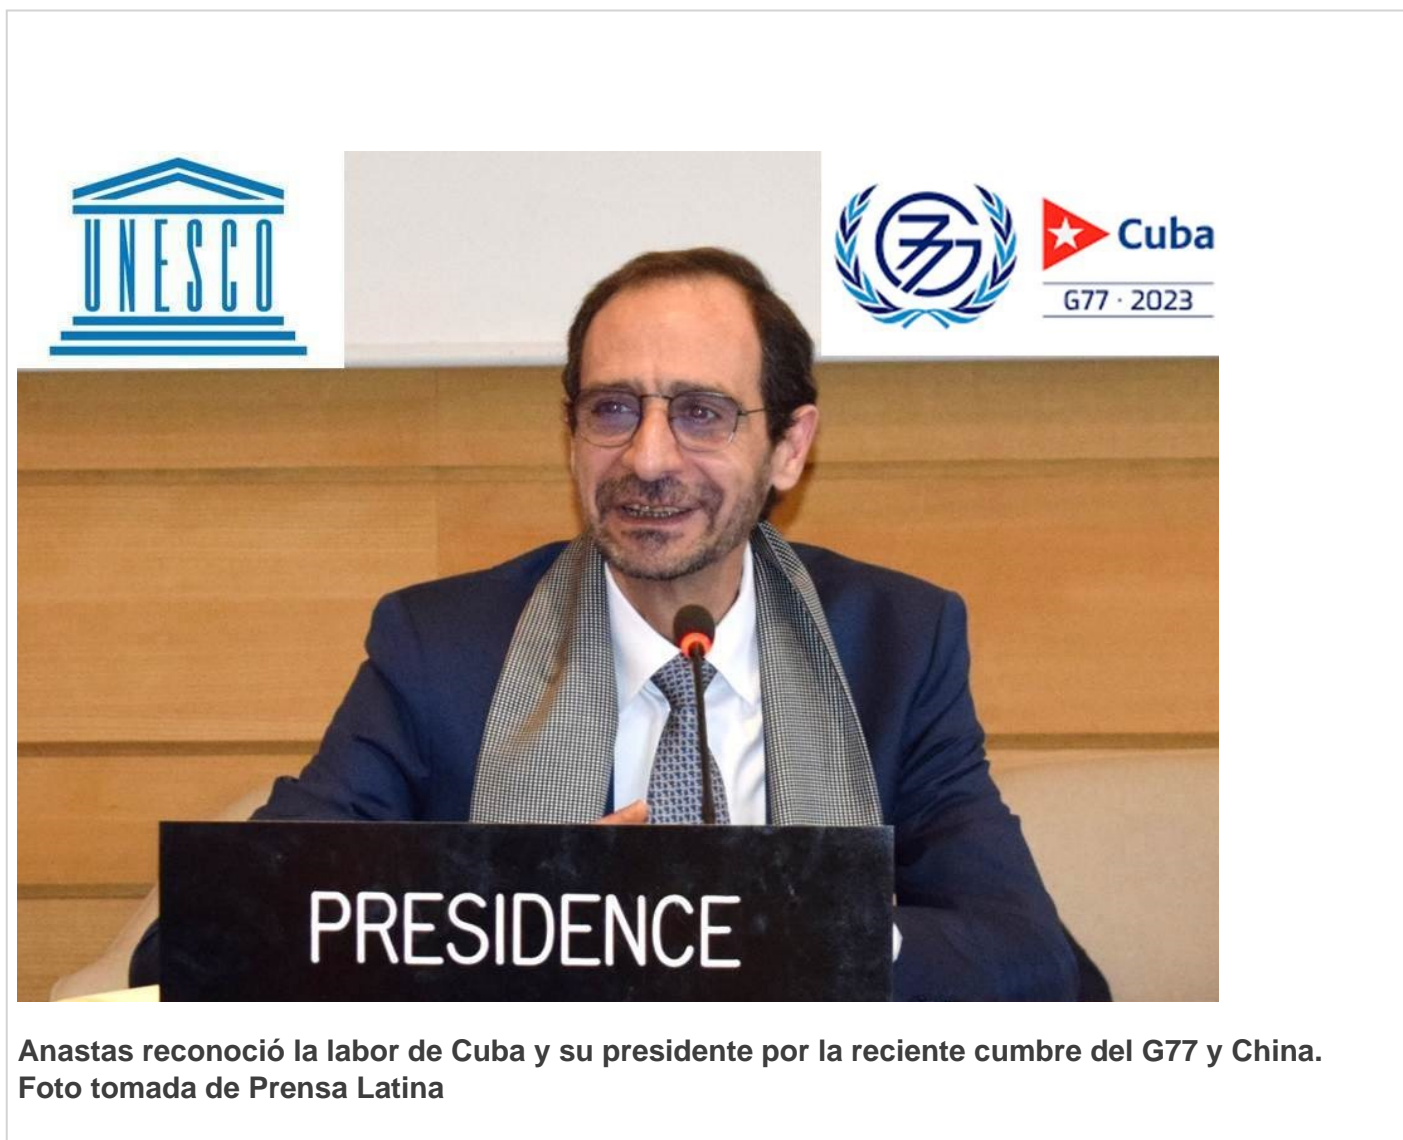 UNESCO
G77
Cuba
G77 · 2023
PRESIDENCE
Anastas reconoció la labor de Cuba y su presidente por la reciente cumbre del G77 y China.
Foto tomada de Prensa Latina